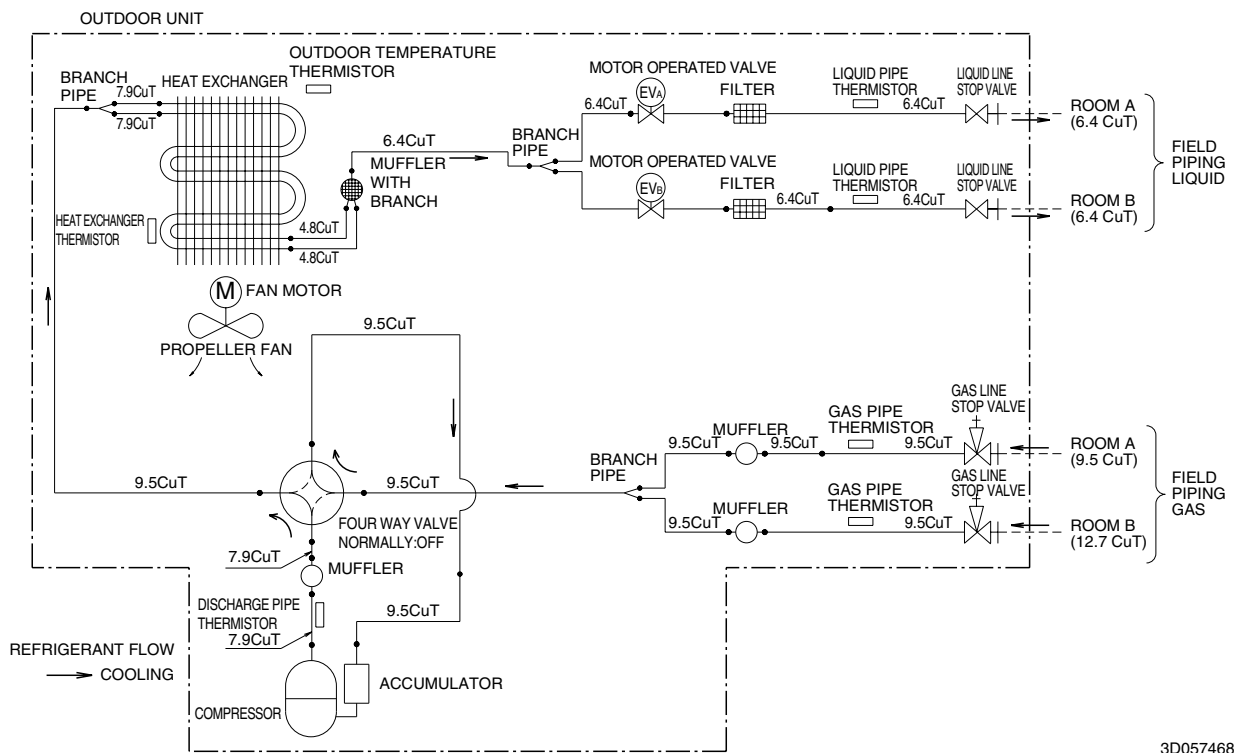 OUTDOOR UNIT
OUTDOOR TEMPERATURE
THERMISTOR
BRANCH
PIPE
HEAT EXCHANGER
7.9CuT
7.9CuT
HEAT EXCHANGER
THERMISTOR
4.8CuT
4.8CuT
6.4CuT
MUFFLER
WITH
BRANCH
BRANCH
PIPE
MOTOR OPERATED VALVE
FILTER
LIQUID PIPE
THERMISTOR
LIQUID LINE
STOP VALVE
6.4CuT
EVA
6.4CuT
ROOM A
(6.4 CuT)
MOTOR OPERATED VALVE
FILTER
LIQUID PIPE
THERMISTOR
LIQUID LINE
STOP VALVE
EVB
6.4CuT
6.4CuT
ROOM B
(6.4 CuT)
FIELD
PIPING
LIQUID
M
FAN MOTOR
PROPELLER FAN
9.5CuT
9.5CuT
9.5CuT
FOUR WAY VALVE
NORMALLY:OFF
BRANCH
PIPE
MUFFLER
GAS PIPE
THERMISTOR
GAS LINE
STOP VALVE
9.5CuT
9.5CuT
9.5CuT
ROOM A
(9.5 CuT)
MUFFLER
GAS PIPE
THERMISTOR
GAS LINE
STOP VALVE
9.5CuT
9.5CuT
ROOM B
(12.7 CuT)
FIELD
PIPING
GAS
7.9CuT
MUFFLER
DISCHARGE PIPE
THERMISTOR
7.9CuT
9.5CuT
REFRIGERANT FLOW
COOLING
ACCUMULATOR
COMPRESSOR
3D057468